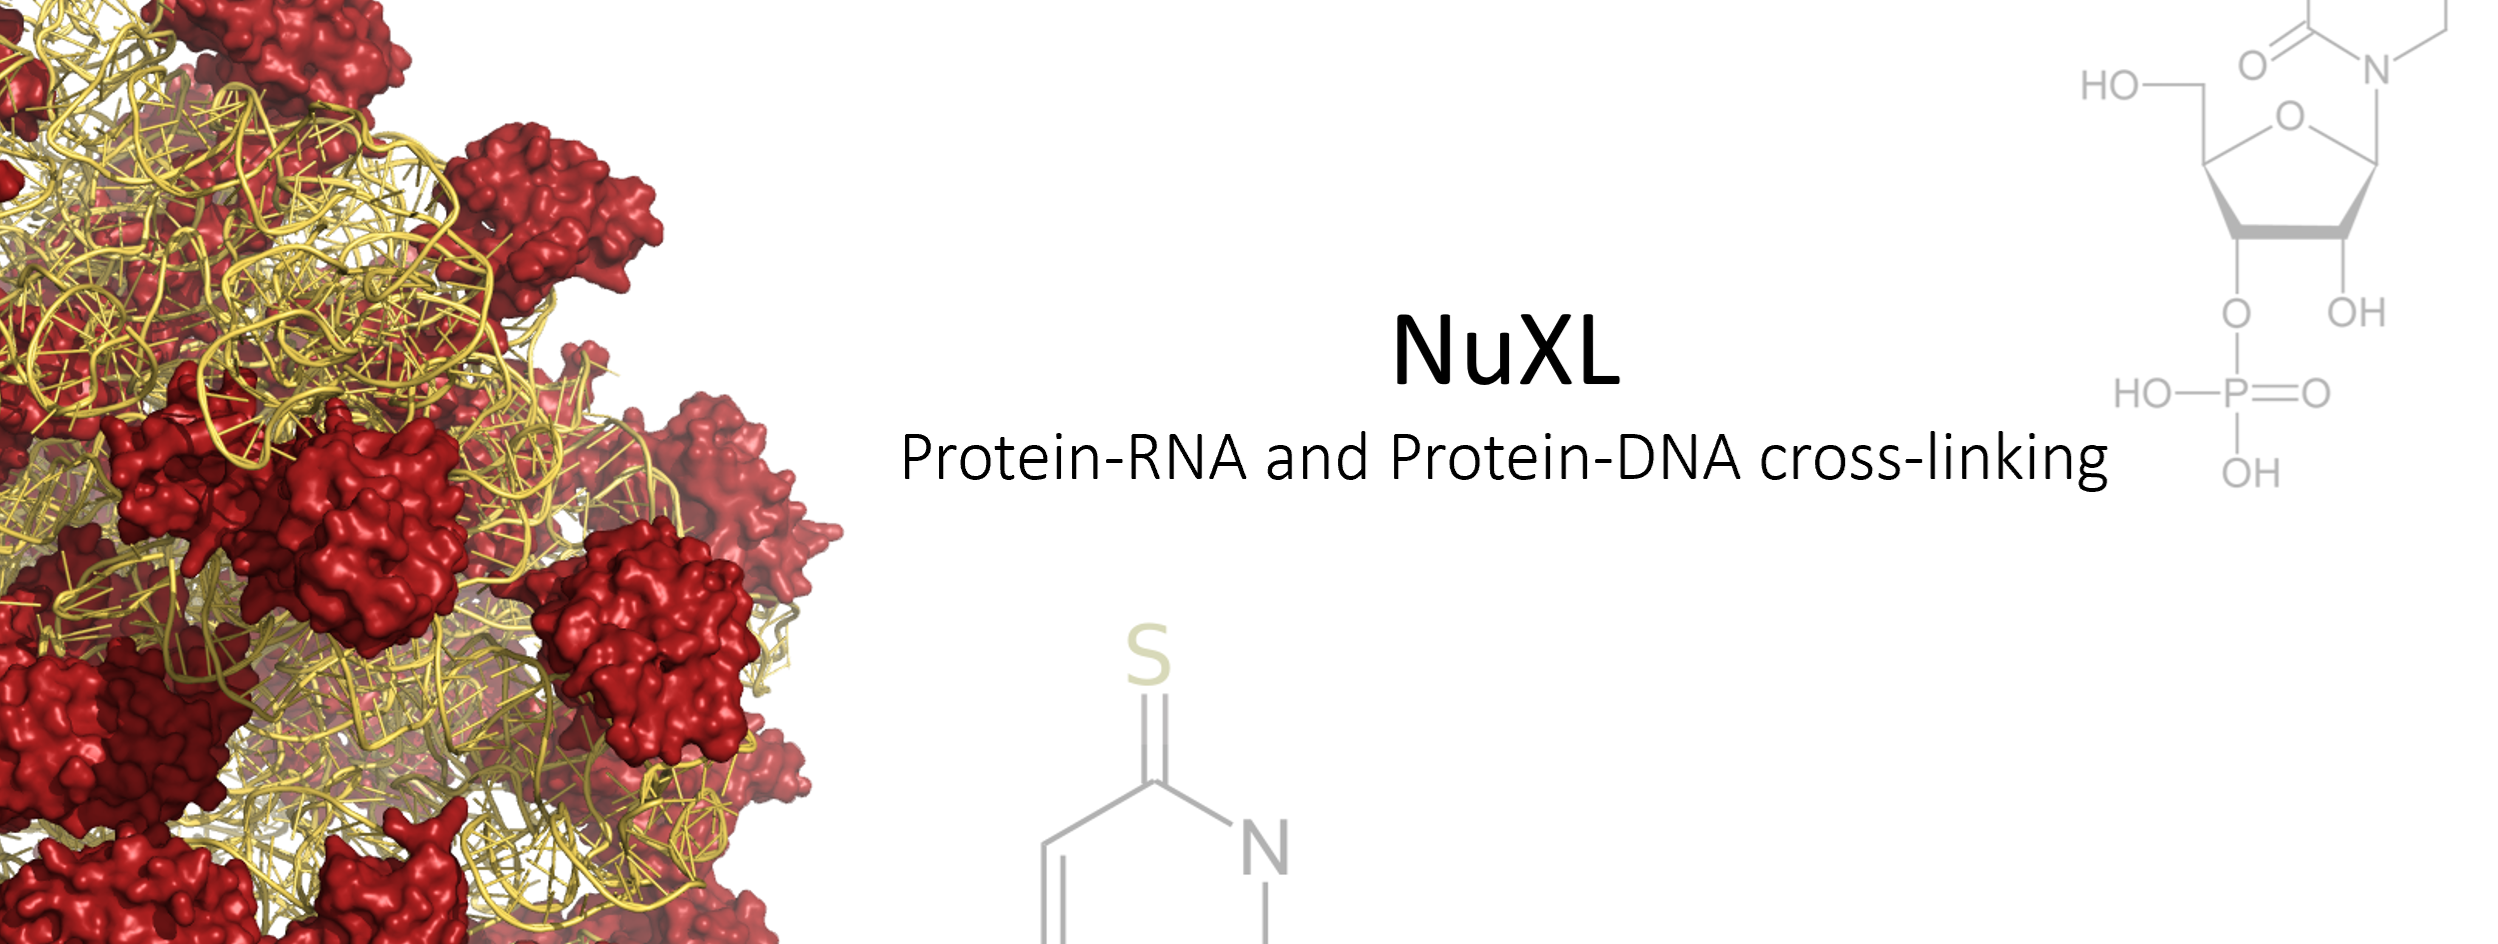 O
N
HO
O
NuXL
Protein-RNA and Protein-DNA cross-linking
O
OH
HO
P
O
OH
S
N